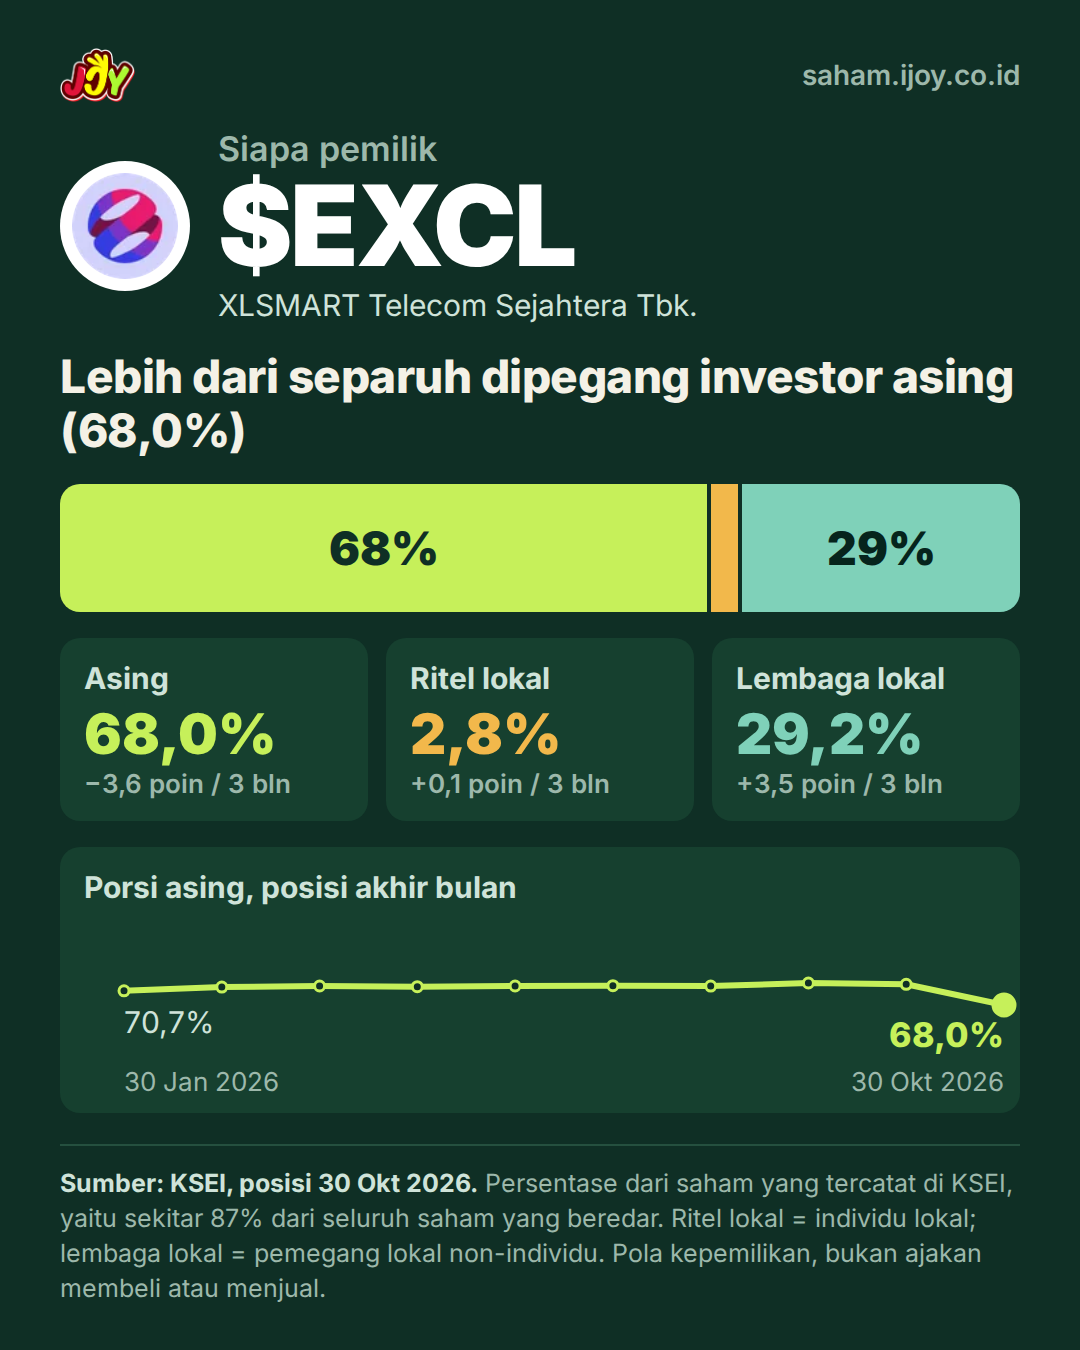 JOY
saham.ijoy.co.id
Siapa pemilik
$EXCL
XLSMART Telecom Sejahtera Tbk.
Lebih dari separuh dipegang investor asing
(68,0%)
68%
29%
Asing
68,0%
−3,6 poin / 3 bln
Ritel lokal
2,8%
+0,1 poin / 3 bln
Lembaga lokal
29,2%
+3,5 poin / 3 bln
Porsi asing, posisi akhir bulan
70,7%
68,0%
30 Jan 2026
30 Okt 2026
Sumber: KSEI, posisi 30 Okt 2026. Persentase dari saham yang tercatat di KSEI,
yaitu sekitar 87% dari seluruh saham yang beredar. Ritel lokal = individu lokal;
lembaga lokal = pemegang lokal non-individu. Pola kepemilikan, bukan ajakan
membeli atau menjual.